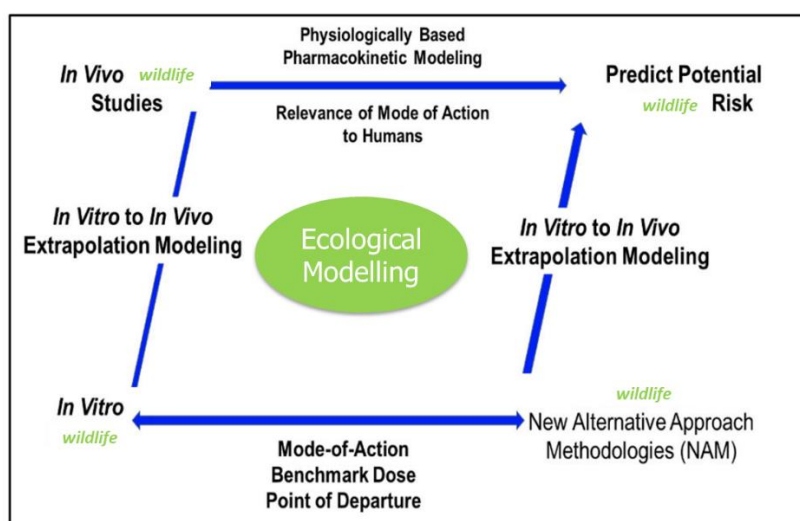 Physiologically Based
Pharmacokinetic Modeling
In Vivo wildlife
Studies
Predict Potential
wildlife Risk
Relevance of Mode of Action
to Humans
In Vitro to In Vivo
Extrapolation Modeling
Ecological
Modelling
In Vitro to In Vivo
Extrapolation Modeling
In Vitro
wildlife
wildlife
New Alternative Approach
Methodologies (NAM)
Mode-of-Action
Benchmark Dose
Point of Departure